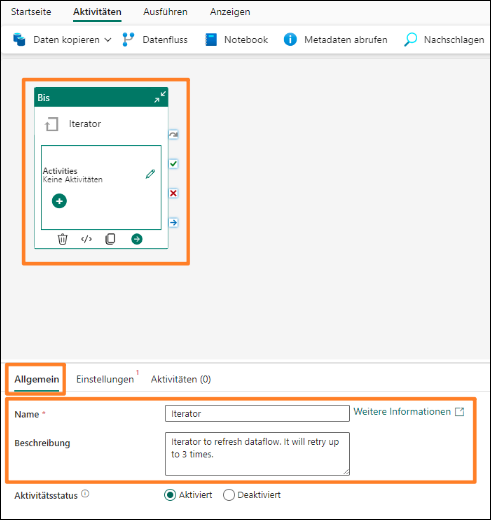 Startseite Aktivitäten Ausführen Anzeigen
Daten kopieren Datenfluss Notebook Metadaten abrufen Nachschlagen
Bis
Iterator
Activities
Keine Aktivitäten
Allgemein Einstellungen 1 Aktivitäten (0)
Name * Iterator Weitere Informationen
Beschreibung Iterator to refresh dataflow. It will retry up
to 3 times.
Aktivitätsstatus Aktiviert Deaktiviert